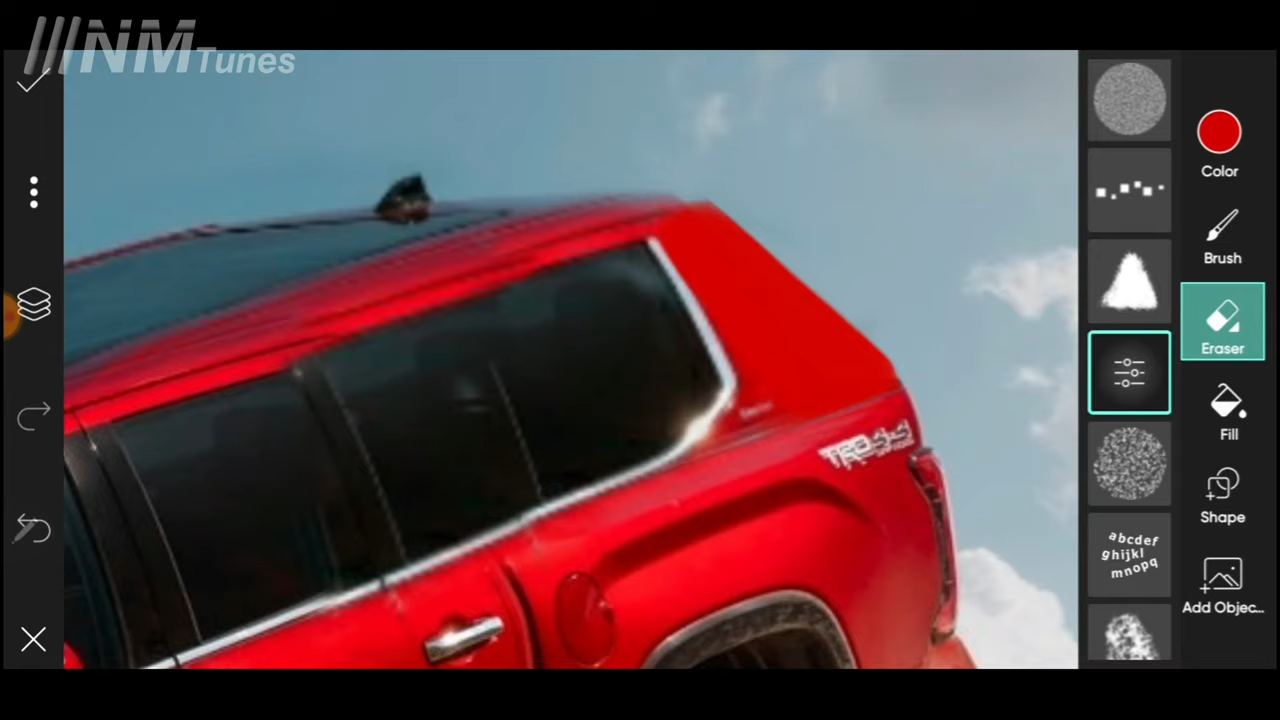 NM Tunes
Color
Brush
Eraser
Fill
Shape
Add Objec...
abcdef
ghijkl
mnopq